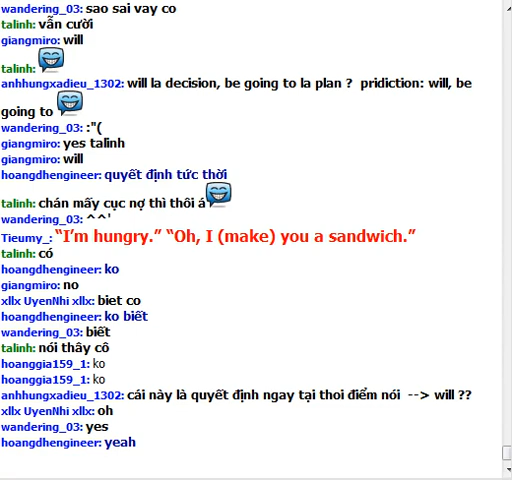 wandering_03: sao sai vay co
talinh: vẫn cười
giangmiro: will
talinh:
anhhungxadieu_1302: will la decision, be going to la plan ? pridiction: will, be
going to
wandering_03: :"(
giangmiro: yes talinh
giangmiro: will
hoangdhengineer: quyết định tức thời
talinh: chán mấy cục nợ thì thôi á
wandering_03: ^^'
Tieumy_: “I’m hungry.” “Oh, I (make) you a sandwich.”
talinh: có
hoangdhengineer: ko
giangmiro: no
xllx UyenNhi xllx: biet co
hoangdhengineer: ko biết
wandering_03: biết
talinh: nói thây cô
hoanggia159_1: ko
hoanggia159_1: ko
anhhungxadieu_1302: cái này là quyết định ngay tại thoi điểm nói --> will ??
xllx UyenNhi xllx: oh
wandering_03: yes
hoangdhengineer: yeah